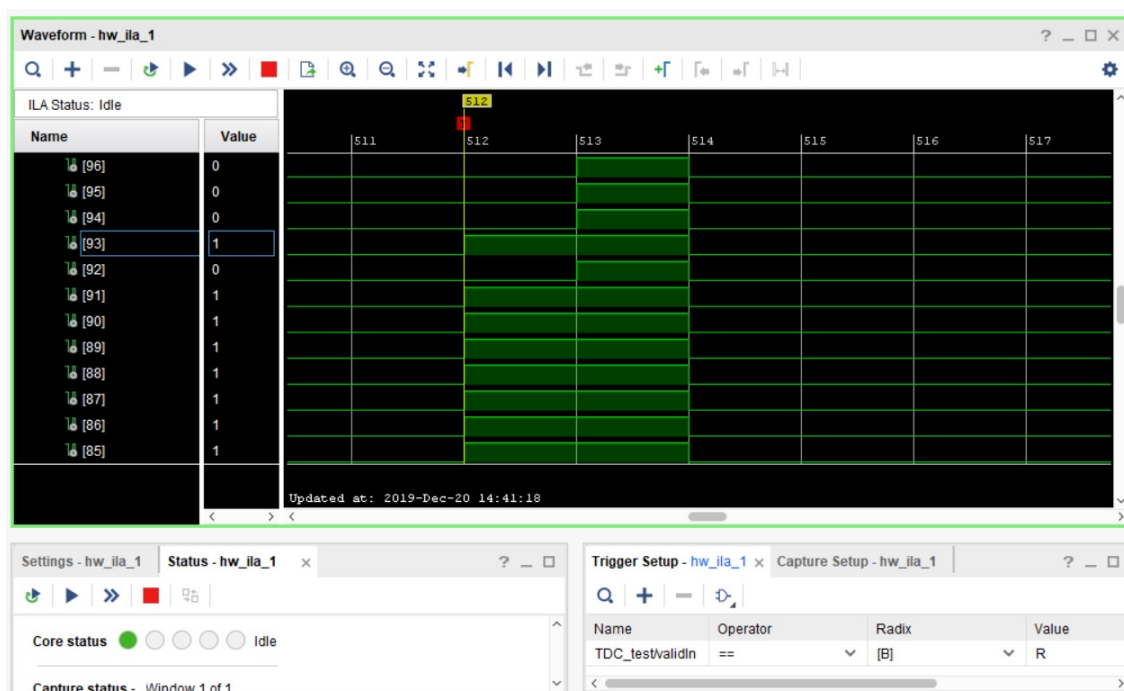 Waveform - hw_ila_1
ILA Status: Idle
Name Value
512
511 512 513 514 515 516 517
[96] 0
[95] 0
[94] 0
[93] 1
[92] 0
[91] 1
[90] 1
[89] 1
[88] 1
[87] 1
[86] 1
[85] 1
Updated at: 2019-Dec-20 14:41:18
Settings - hw_ila_1 Status - hw_ila_1
Core status Idle
Capture status - Window 1 of 1
Trigger Setup - hw_ila_1 Capture Setup - hw_ila_1
Name Operator Radix Value
TDC_test/validIn == [B] R